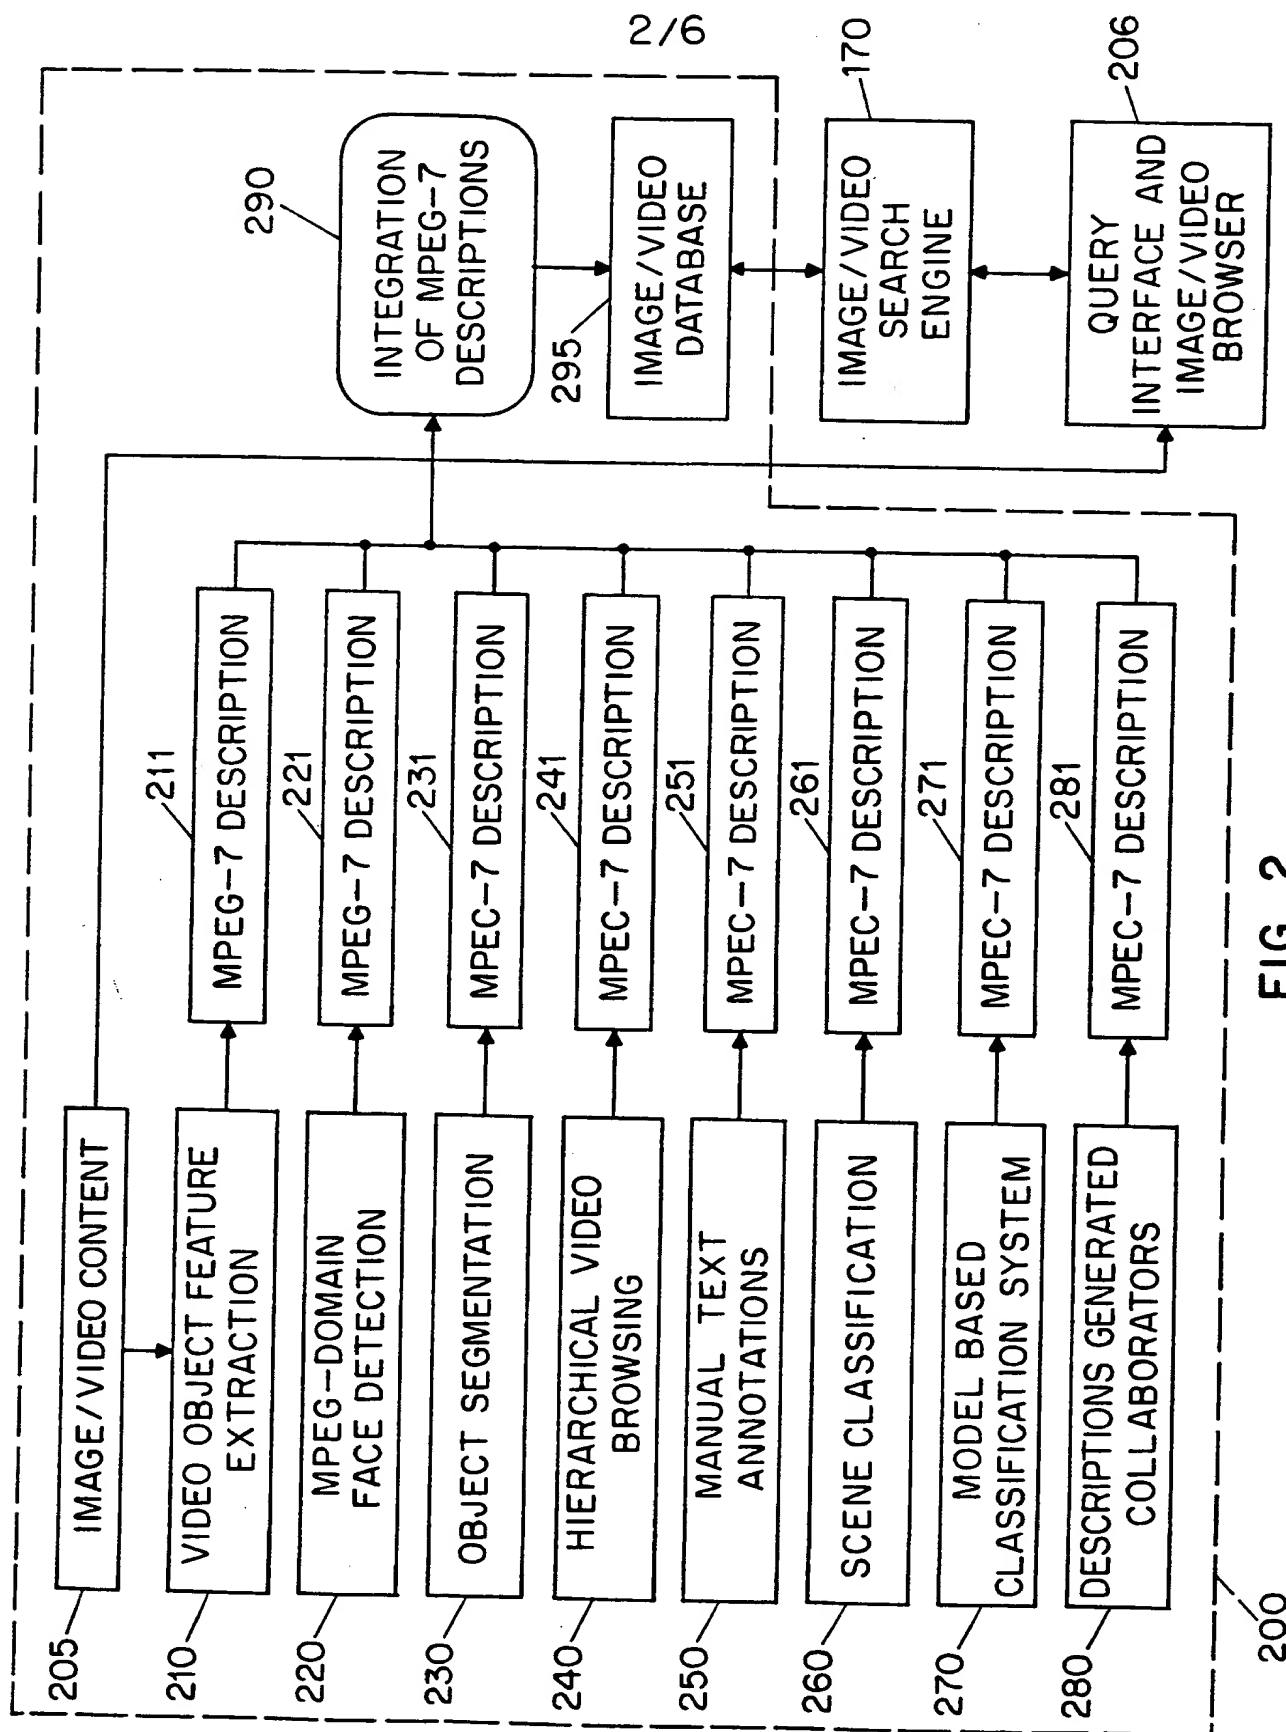 2/6
205
IMAGE/VIDEO CONTENT
210
VIDEO OBJECT FEATURE
EXTRACTION
211
MPEG-7 DESCRIPTION
220
MPEG-DOMAIN
FACE DETECTION
221
MPEG-7 DESCRIPTION
230
OBJECT SEGMENTATION
231
MPEC-7 DESCRIPTION
240
HIERARCHICAL VIDEO
BROWSING
241
MPEC-7 DESCRIPTION
250
MANUAL TEXT
ANNOTATIONS
251
MPEC-7 DESCRIPTION
260
SCENE CLASSIFICATION
261
MPEC-7 DESCRIPTION
270
MODEL BASED
CLASSIFICATION SYSTEM
271
MPEC-7 DESCRIPTION
280
DESCRIPTIONS GENERATED
COLLABORATORS
281
MPEC-7 DESCRIPTION
290
INTEGRATION
OF MPEG-7
DESCRIPTIONS
295
IMAGE/VIDEO
DATABASE
170
IMAGE/VIDEO
SEARCH
ENGINE
206
QUERY
INTERFACE AND
IMAGE/VIDEO
BROWSER
200
FIG. 2